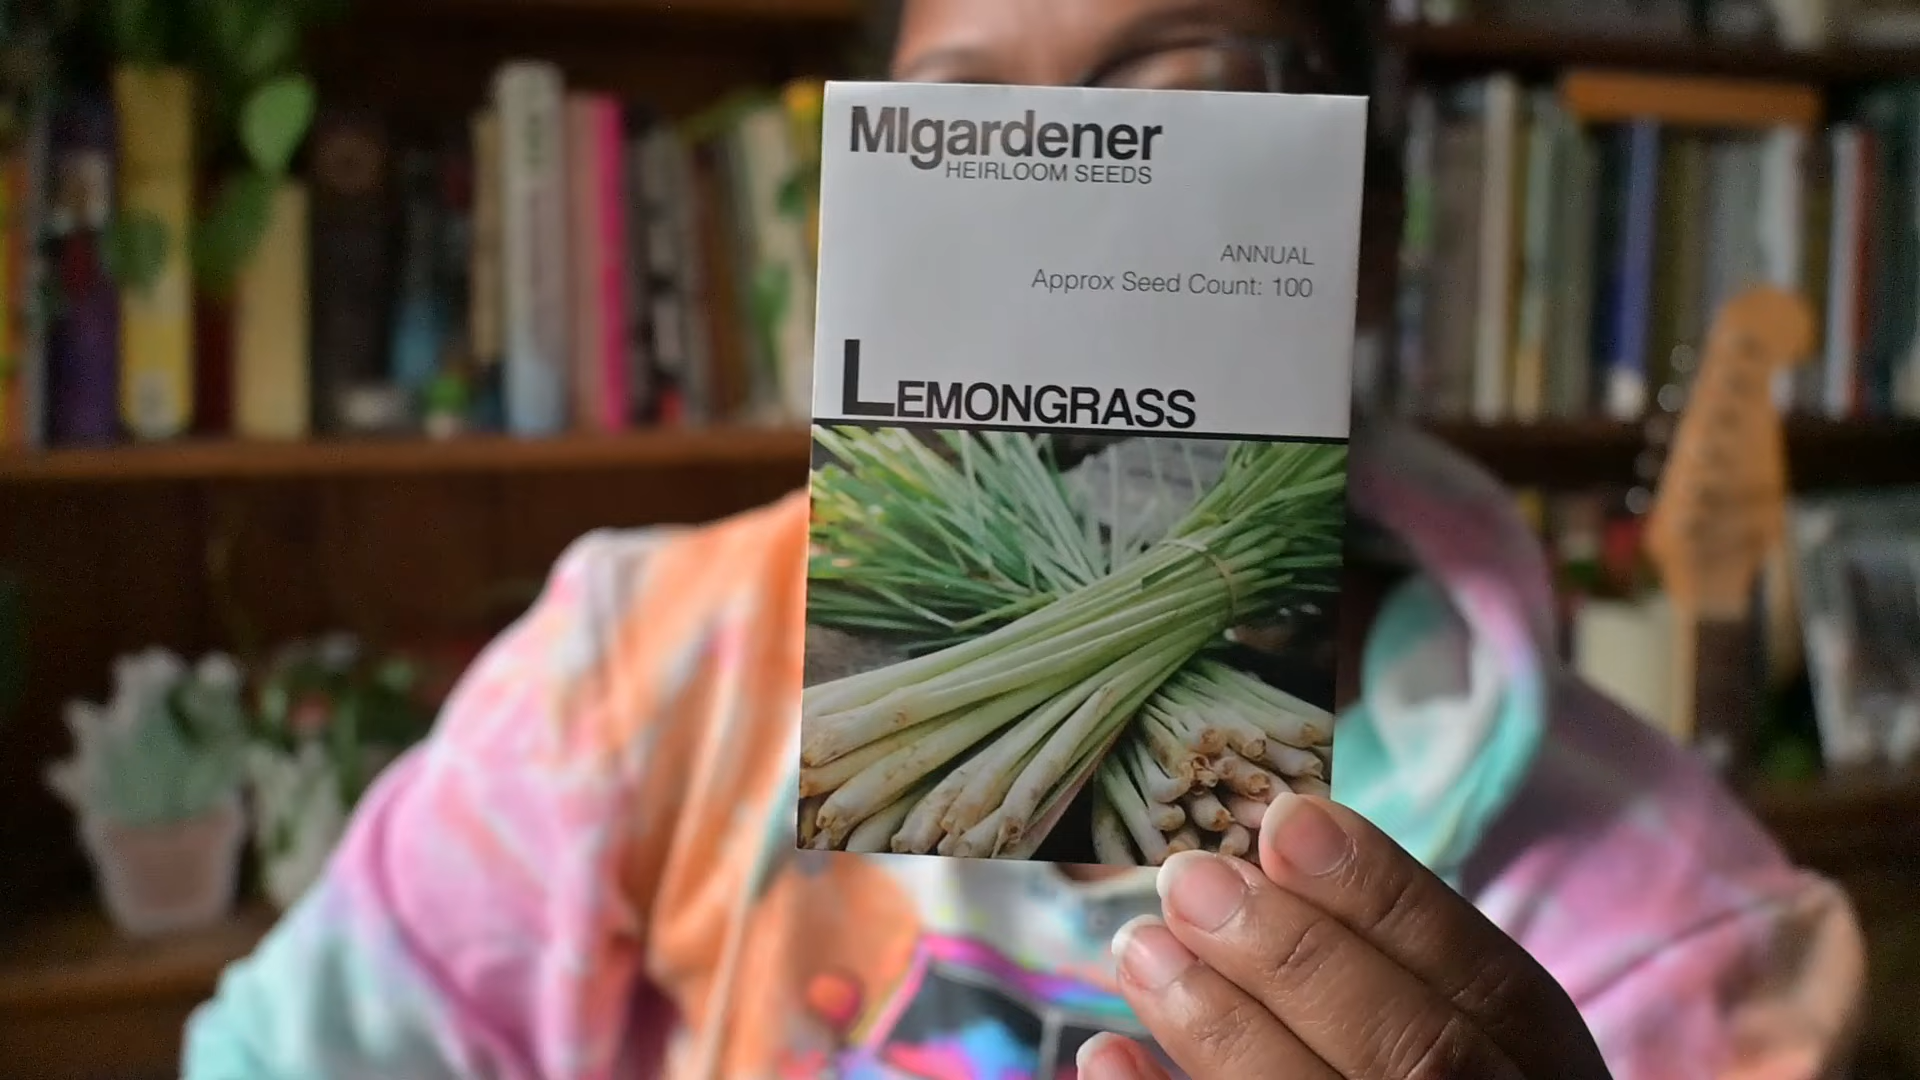 MIgardener
HEIRLOOM SEEDS
ANNUAL
Approx Seed Count: 100
LEMONGRASS